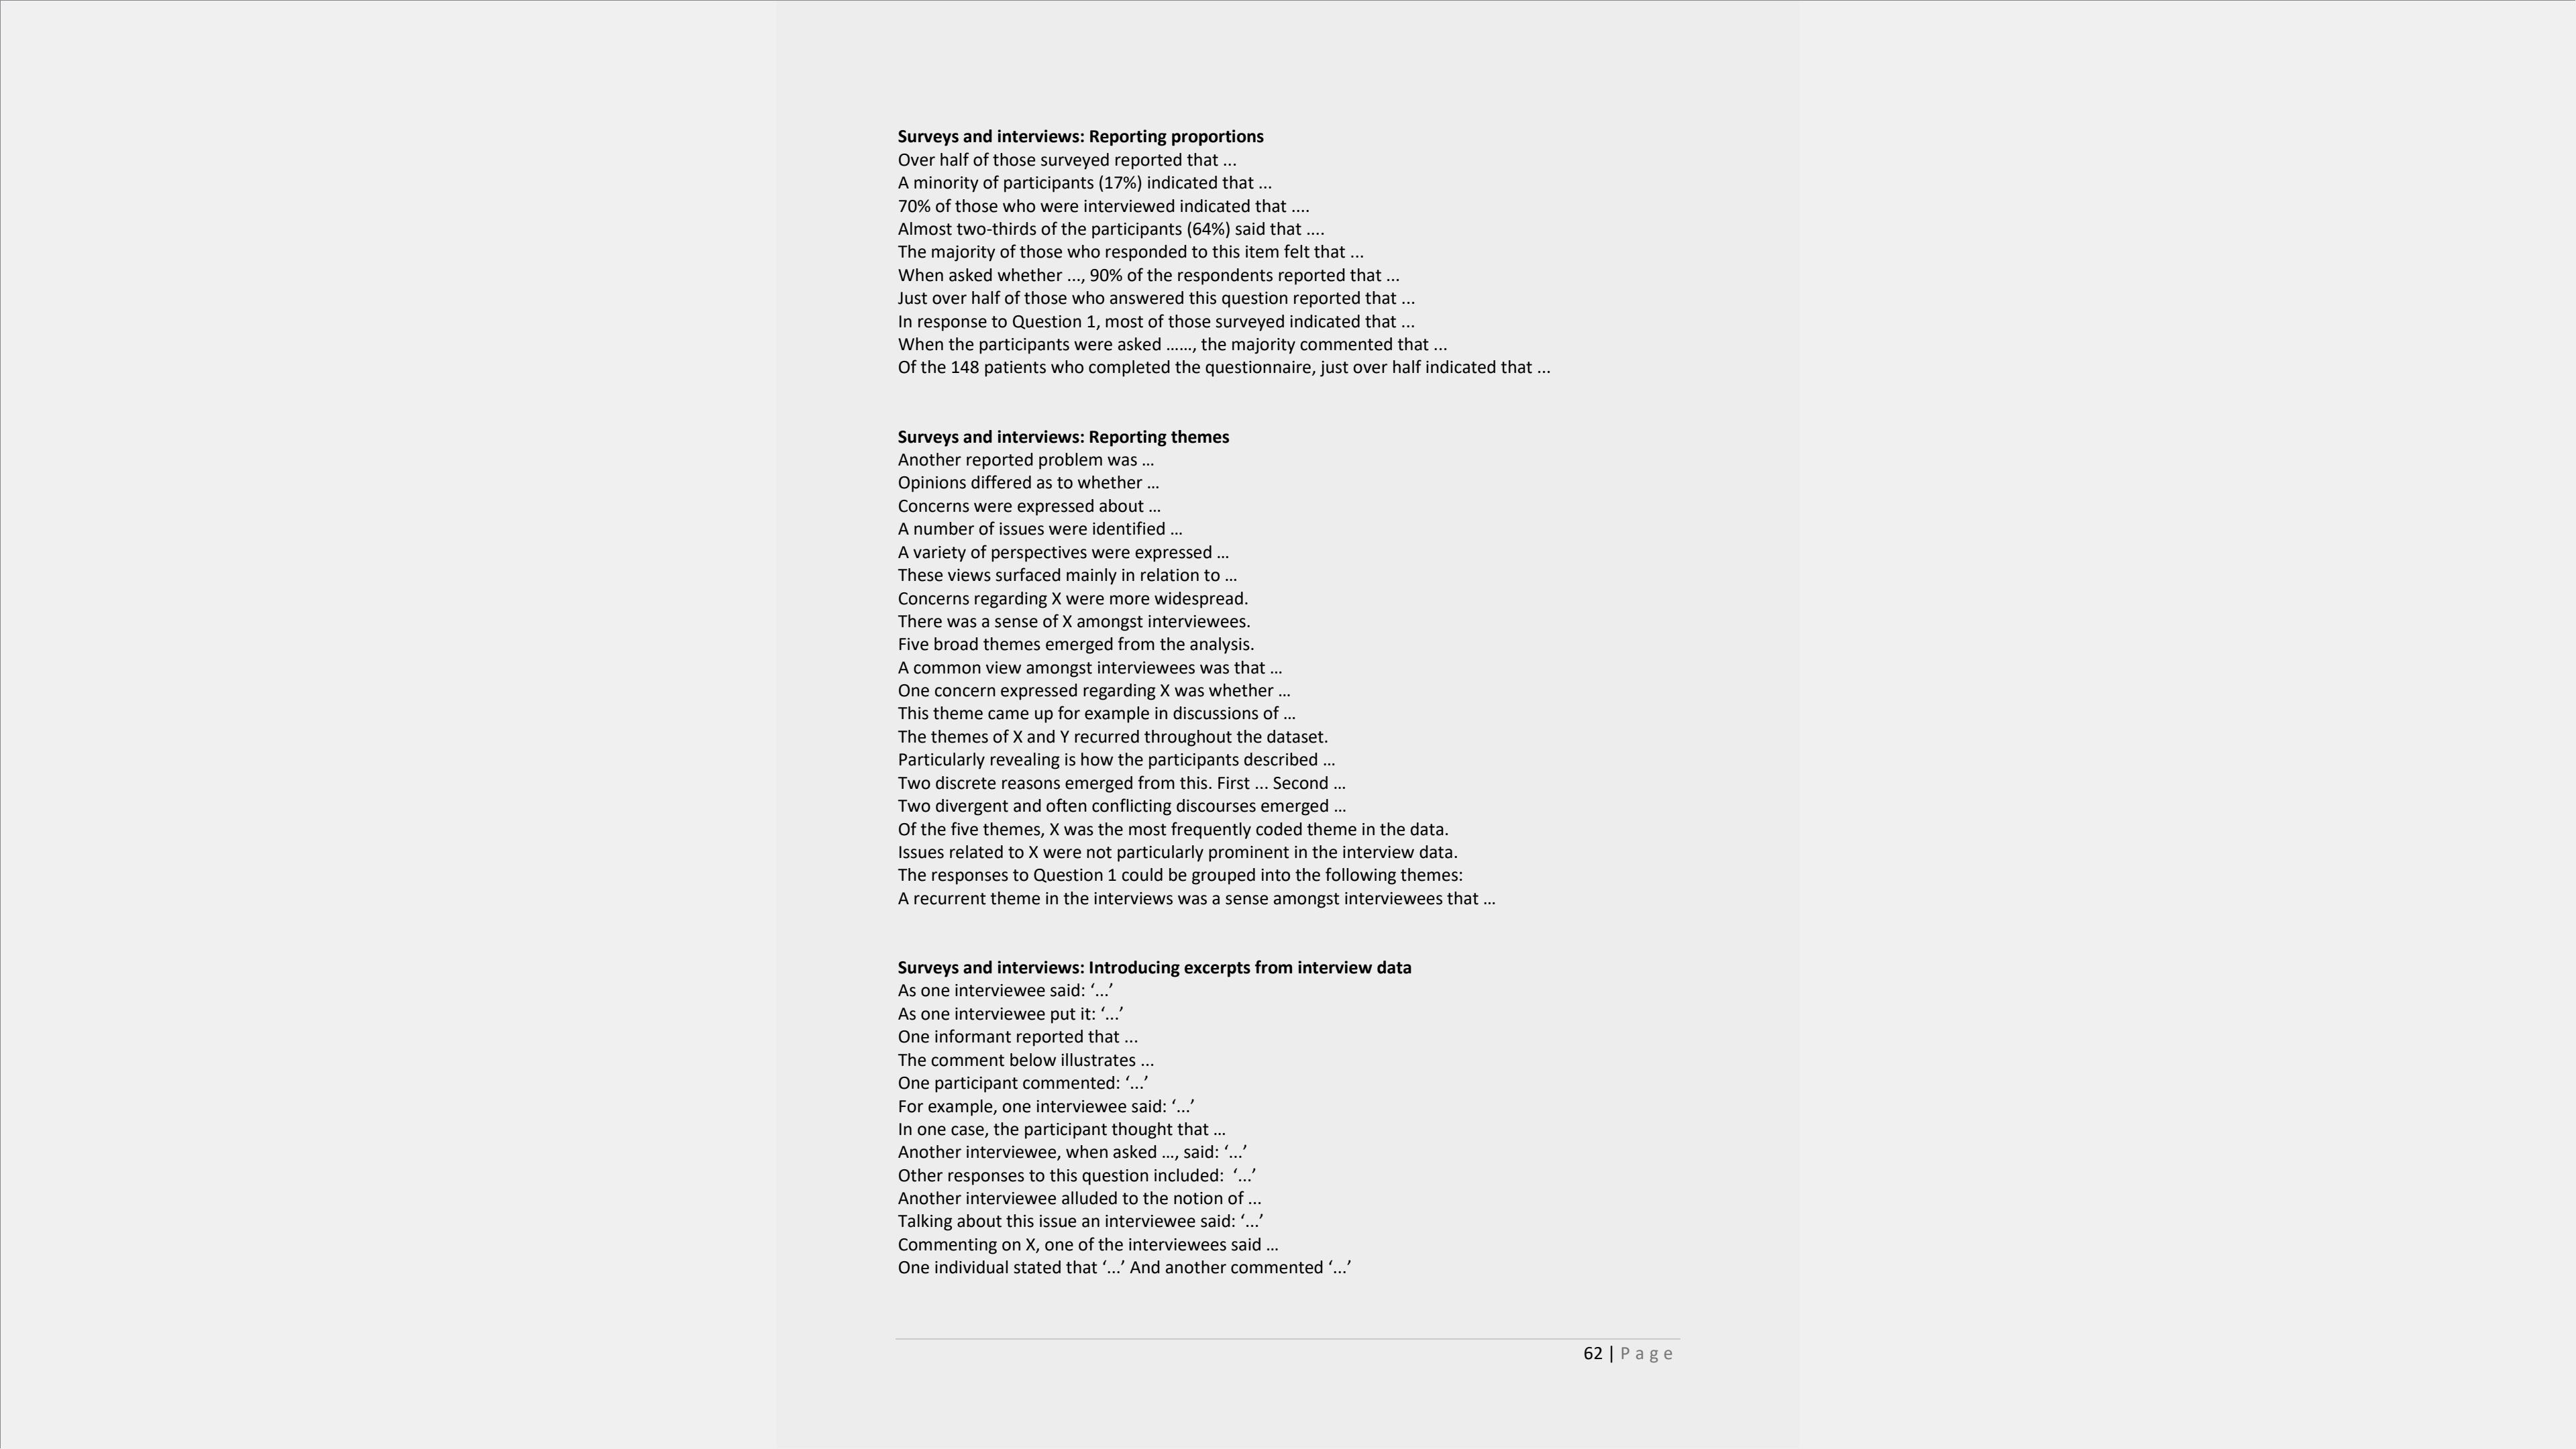 Surveys and interviews: Reporting proportions
Over half of those surveyed reported that ...
A minority of participants (17%) indicated that ...
70% of those who were interviewed indicated that ....
Almost two-thirds of the participants (64%) said that ....
The majority of those who responded to this item felt that ...
When asked whether ..., 90% of the respondents reported that ...
Just over half of those who answered this question reported that ...
In response to Question 1, most of those surveyed indicated that ...
When the participants were asked ……, the majority commented that ...
Of the 148 patients who completed the questionnaire, just over half indicated that ...
Surveys and interviews: Reporting themes
Another reported problem was …
Opinions differed as to whether …
Concerns were expressed about …
A number of issues were identified …
A variety of perspectives were expressed …
These views surfaced mainly in relation to …
Concerns regarding X were more widespread.
There was a sense of X amongst interviewees.
Five broad themes emerged from the analysis.
A common view amongst interviewees was that …
One concern expressed regarding X was whether …
This theme came up for example in discussions of …
The themes of X and Y recurred throughout the dataset.
Particularly revealing is how the participants described …
Two discrete reasons emerged from this. First ... Second …
Two divergent and often conflicting discourses emerged …
Of the five themes, X was the most frequently coded theme in the data.
Issues related to X were not particularly prominent in the interview data.
The responses to Question 1 could be grouped into the following themes:
A recurrent theme in the interviews was a sense amongst interviewees that …
Surveys and interviews: Introducing excerpts from interview data
As one interviewee said: ‘...’
As one interviewee put it: ‘...’
One informant reported that ...
The comment below illustrates ...
One participant commented: ‘...’
For example, one interviewee said: ‘...’
In one case, the participant thought that …
Another interviewee, when asked …, said: ‘...’
Other responses to this question included:  ‘...’
Another interviewee alluded to the notion of ...
Talking about this issue an interviewee said: ‘...’
Commenting on X, one of the interviewees said …
One individual stated that ‘...’ And another commented ‘...’
62 | Page